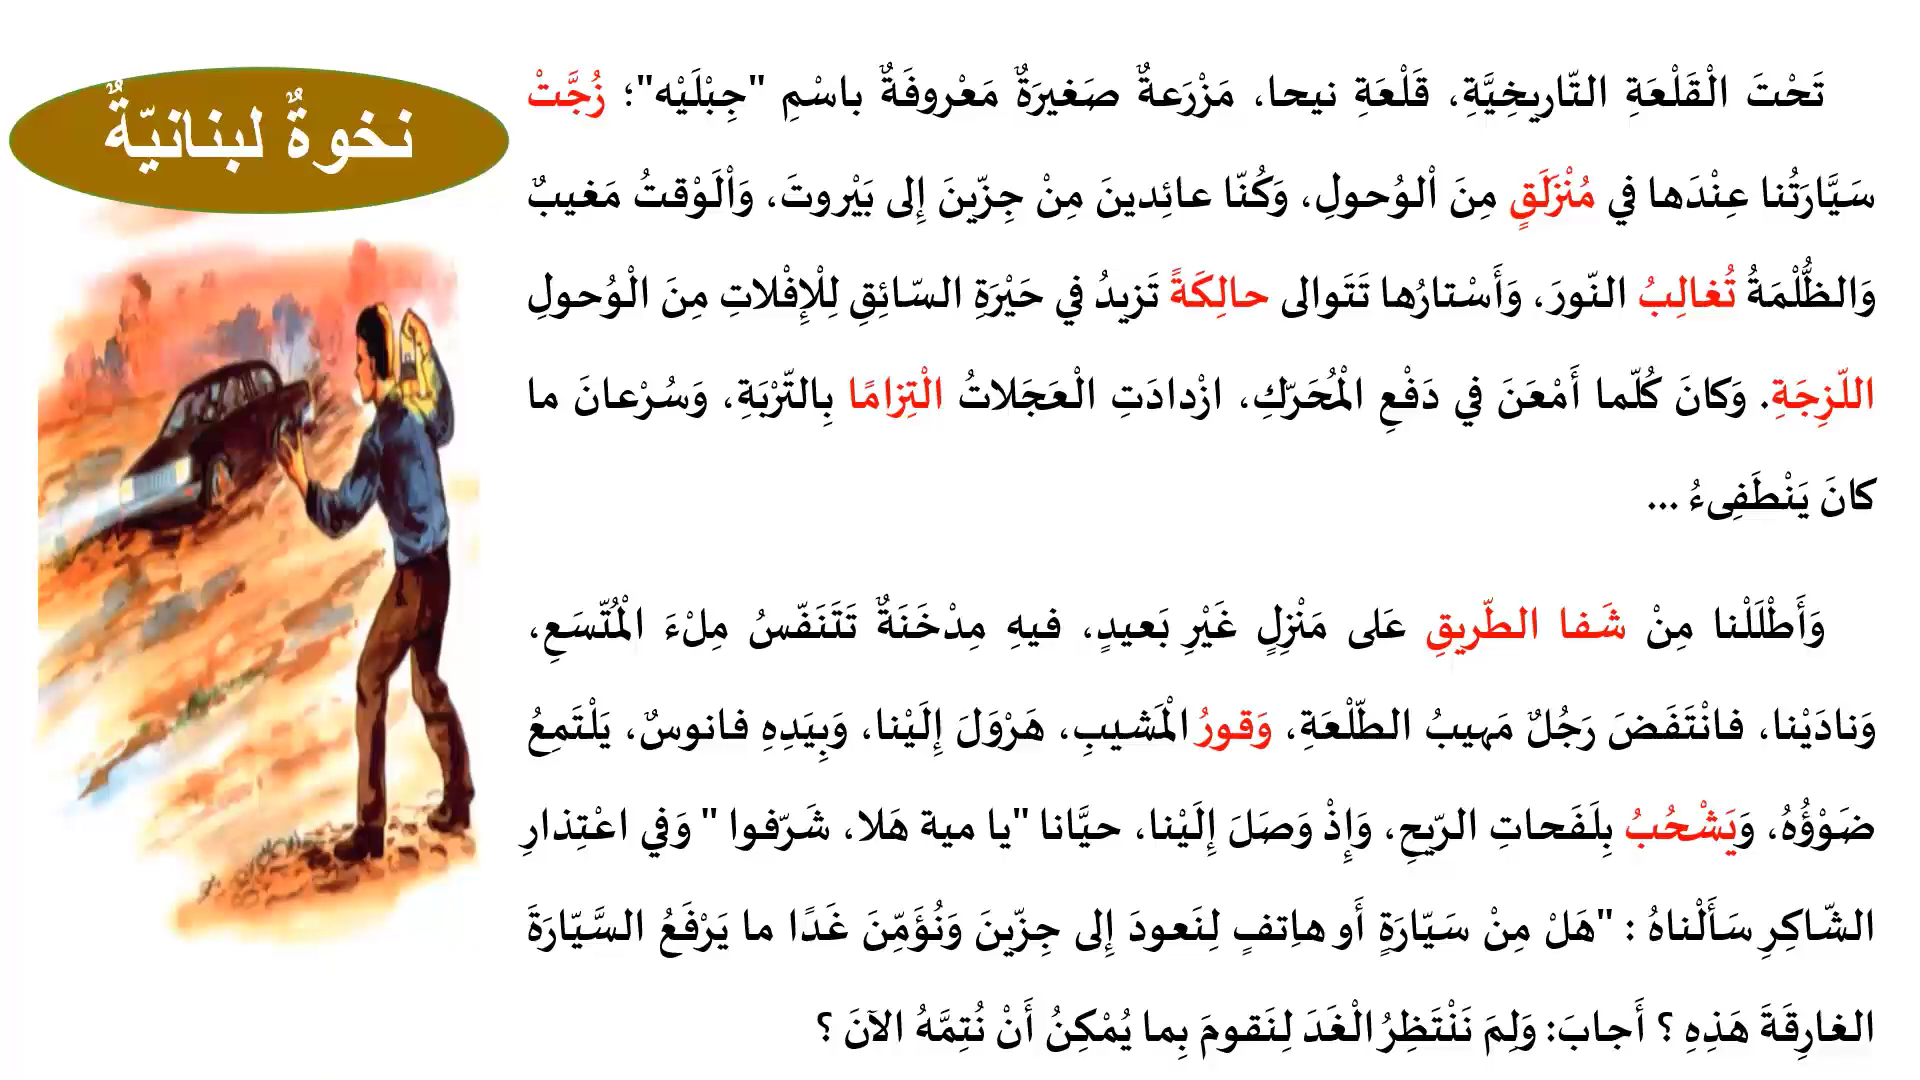 نخوةٌ لبنانيّةٌ
تَحْتَ الْقَلْعَةِ التّاريخِيَّةِ، قَلْعَةِ نيحا، مَزْرَعةٌ صَغيرَةٌ مَعْروفَةٌ باسْمِ "جِبْلَيْه"؛ زُجَّتْ
سَيَّارَتُنا عِنْدَها في مُنْزَلَقٍ مِنَ اْلوُحولِ، وَكُنّا عائِدينَ مِنْ جِزّينَ إِلى بَيْروتَ، وَاْلَوْقتُ مَغيبٌ
وَالظُّلْمَةُ تُغالِبُ النّورَ، وَأَسْتارُها تَتَوالى حالِكَةً تَزيدُ في حَيْرَةِ السّائِقِ لِلْإِفْلاتِ مِنَ الْوُحولِ
اللّزِجَةِ. وَكانَ كُلّما أَمْعَنَ في دَفْعِ الْمُحَرّكِ، ازْدادَتِ الْعَجَلاتُ الْتِزامًا بِالتّرْبَةِ، وَسُرْعانَ ما
كانَ يَنْطَفِىءُ ...
وَأَطْلَلْنا مِنْ شَفا الطّريقِ عَلى مَنْزِلٍ غَيْرِ بَعيدٍ، فيهِ مِدْخَنَةٌ تَتَنَفّسُ مِلْءَ الْمُتّسَعِ،
وَنادَيْنا، فانْتَفَضَ رَجُلٌ مَهيبُ الطّلْعَةِ، وَقورُ الْمَشيبِ، هَرْوَلَ إِلَيْنا، وَبِيَدِهِ فانوسٌ، يَلْتَمِعُ
ضَوْؤُهُ، وَيَشْحُبُ بِلَفَحاتِ الرّيحِ، وَإِذْ وَصَلَ إِلَيْنا، حيَّانا "يا مية هَلا، شَرّفوا " وَفي اعْتِذارِ
الشّاكِرِ سَأَلْناهُ : "هَلْ مِنْ سَيّارَةٍ أَو هاِتفٍ لِنَعودَ إِلى جِزّينَ وَنُؤَمِّنَ غَدًا ما يَرْفَعُ السَّيّارَةَ
الغارِقَةَ هَذِهِ ؟ أَجابَ: وَلِمَ نَنْتَظِرُ الْغَدَ لِنَقومَ بِما يُمْكِنُ أَنْ نُتِمَّهُ الآنَ ؟